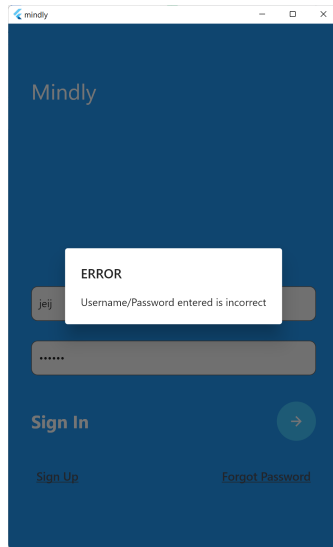 mindly
Mindly
ERROR
Username/Password entered is incorrect
jeij
••••••
Sign In
Sign Up
Forgot Password